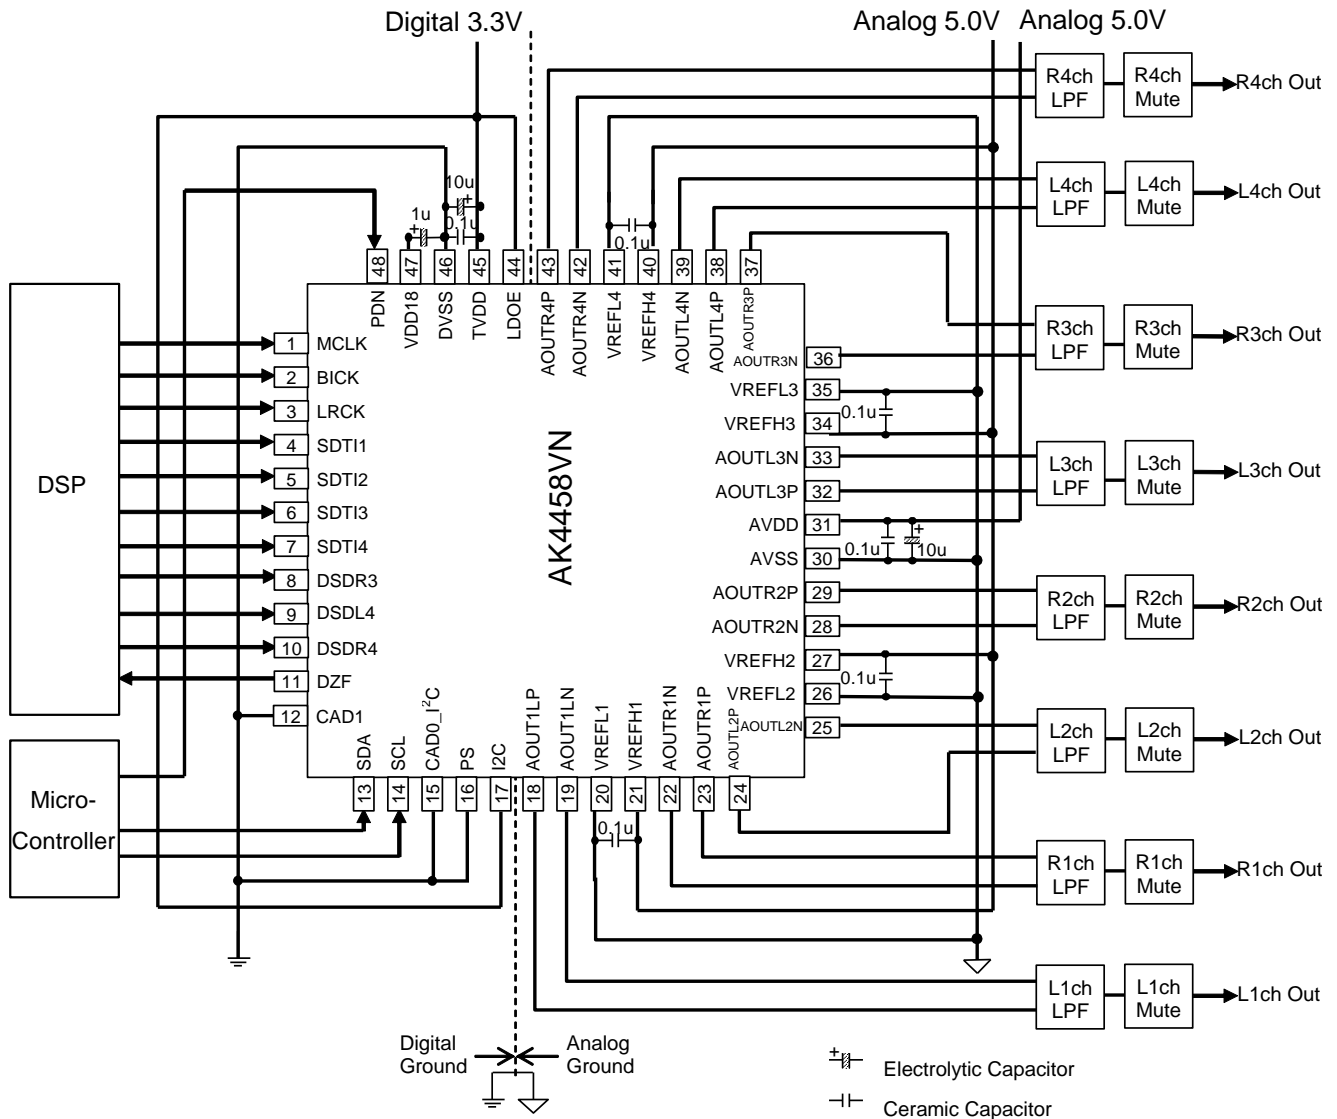 Digital 3.3V
Analog 5.0V
Analog 5.0V
R4ch
LPF
R4ch
Mute
R4ch Out
L4ch
LPF
L4ch
Mute
L4ch Out
10u
+
1u
+
0.1u
0.1u
48
47
46
45
44
43
42
41
40
39
38
37
PDN
VDD18
DVSS
TVDD
LDOE
AOUTR4P
AOUTR4N
VREFL4
VREFH4
AOUTL4N
AOUTL4P
AOUTR3P
DSP
1 MCLK
2 BICK
3 LRCK
4 SDTI1
5 SDTI2
6 SDTI3
7 SDTI4
8 DSDR3
9 DSDL4
10 DSDR4
11 DZF
12 CAD1
AK4458VN
AOUTR3N 36
VREFL3 35
VREFH3 34
AOUTL3N 33
AOUTL3P 32
AVDD 31
AVSS 30
AOUTR2P 29
AOUTR2N 28
VREFH2 27
VREFL2 26
AOUTL2N 25
0.1u
0.1u
+
10u
0.1u
R3ch
LPF
R3ch
Mute
R3ch Out
L3ch
LPF
L3ch
Mute
L3ch Out
R2ch
LPF
R2ch
Mute
R2ch Out
L2ch
LPF
L2ch
Mute
L2ch Out
Micro-
Controller
SDA
SCL
CAD0_I²C
PS
I2C
AOUT1LP
AOUT1LN
VREFL1
VREFH1
AOUTR1N
AOUTR1P
AOUTL2P
13
14
15
16
17
18
19
20
21
22
23
24
0.1u
R1ch
LPF
R1ch
Mute
R1ch Out
L1ch
LPF
L1ch
Mute
L1ch Out
Digital
Ground
Analog
Ground
+
Electrolytic Capacitor
Ceramic Capacitor